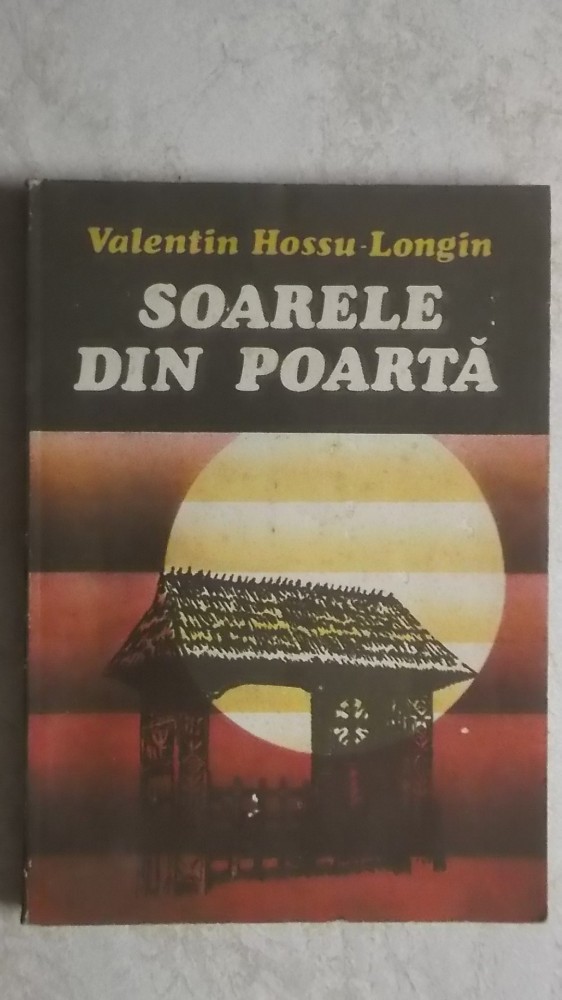 Valentin Hossu-Longin
SOARELE
DIN POARTĂ